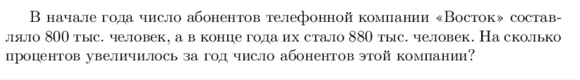 В начале года число абонентов телефонной компании «Восток» состав-
ляло 800 тыс. человек, а в конце года их стало 880 тыс. человек. На сколько
процентов увеличилось за год число абонентов этой компании?